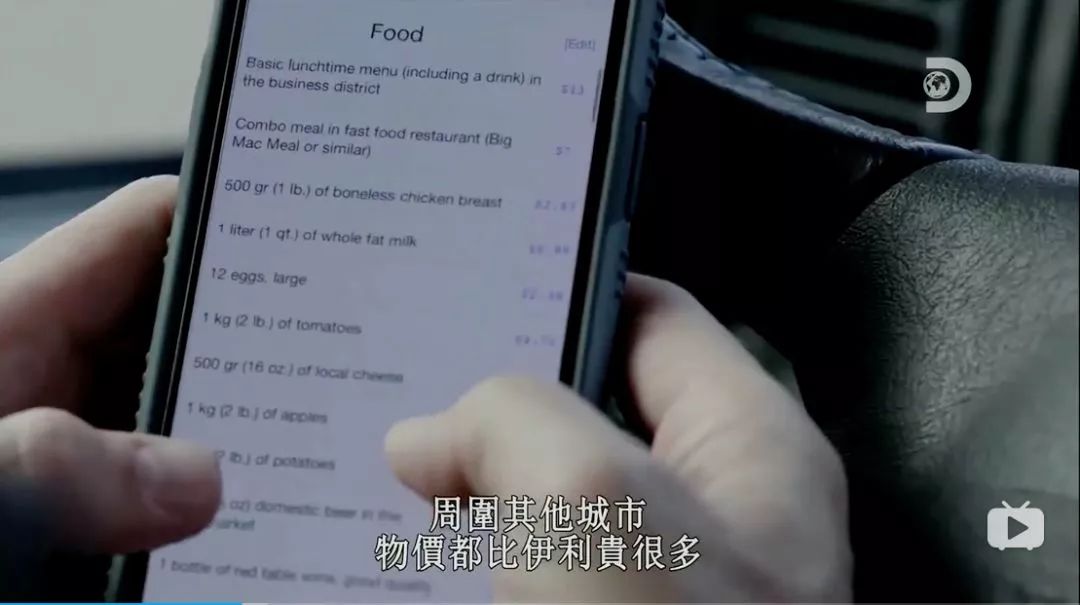 Food
[Edit]
Basic lunchtime menu (including a drink) in
the business district
$13
Combo meal in fast food restaurant (Big
Mac Meal or similar)
$7
500 gr (1 lb.) of boneless chicken breast
1 liter (1 qt.) of whole fat milk
12 eggs, large
1 kg (2 lb.) of tomatoes
500 gr (16 oz.) of local cheese
1 kg (2 lb.) of apples
lb.) of potatoes
oz) domestic beer in the
1 bottle of red table wine, good quality
周圍其他城市
物價都比伊利貴很多